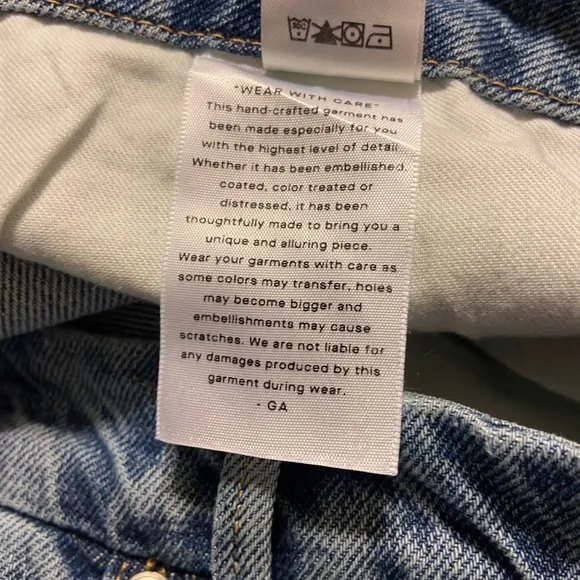 "WEAR WITH CARE"
This hand-crafted garment has
been made especially for you
with the highest level of detail
Whether it has been embellished,
coated, color treated or
distressed, it has been
thoughtfully made to bring you a
unique and alluring piece.
Wear your garments with care as
some colors may transfer, holes
may become bigger and
embellishments may cause
scratches. We are not liable for
any damages produced by this
garment during wear.
- GA